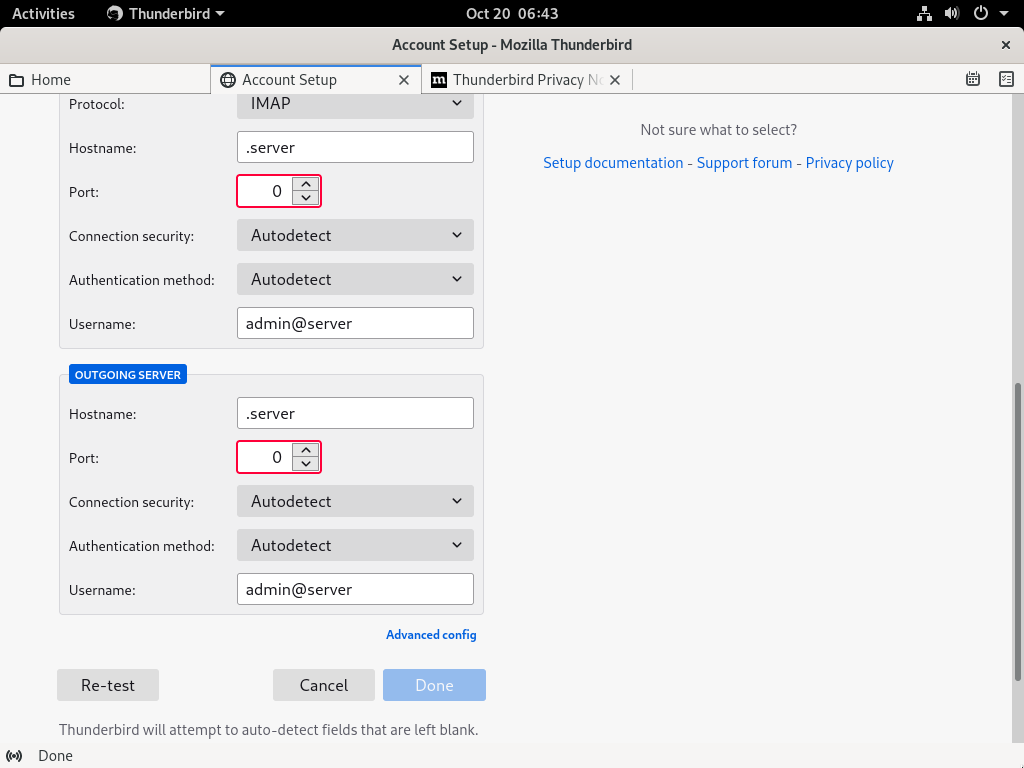 Activities
Thunderbird
Oct 20 06:43
Account Setup - Mozilla Thunderbird
Home
Account Setup
Thunderbird Privacy No
Protocol:
IMAP
Hostname:
.server
Port:
0
Connection security:
Autodetect
Authentication method:
Autodetect
Username:
admin@server
OUTGOING SERVER
Hostname:
.server
Port:
0
Connection security:
Autodetect
Authentication method:
Autodetect
Username:
admin@server
Advanced config
Re-test
Cancel
Done
Thunderbird will attempt to auto-detect fields that are left blank.
Not sure what to select?
Setup documentation - Support forum - Privacy policy
Done